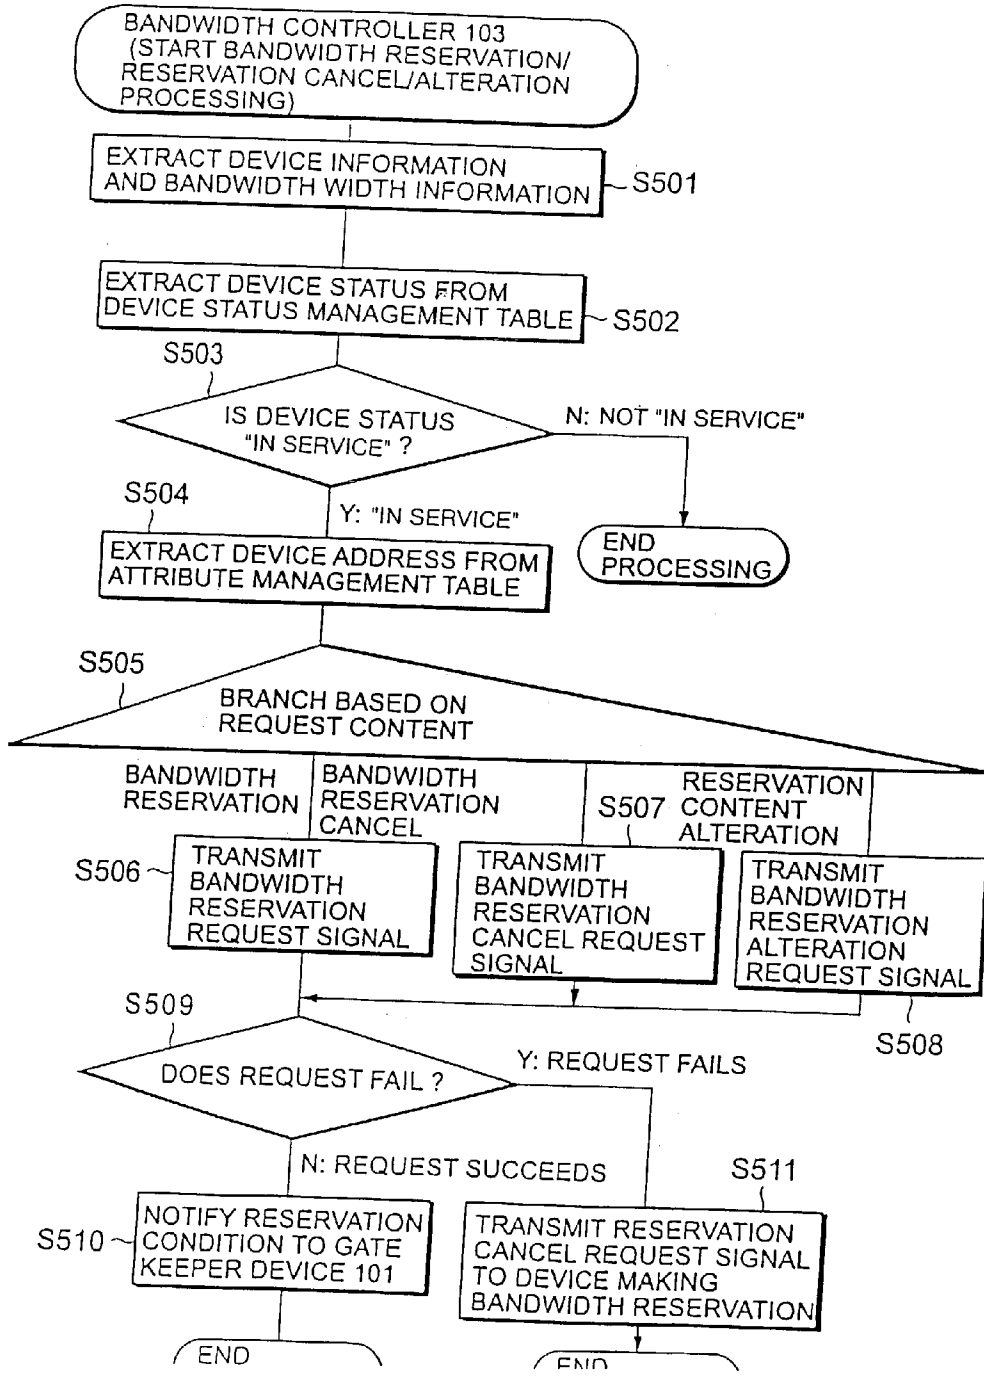 BANDWIDTH CONTROLLER 103
(START BANDWIDTH RESERVATION/
RESERVATION CANCEL/ALTERATION
PROCESSING)
EXTRACT DEVICE INFORMATION
AND BANDWIDTH WIDTH INFORMATION
S501
EXTRACT DEVICE STATUS FROM
DEVICE STATUS MANAGEMENT TABLE
S502
S503
IS DEVICE STATUS
"IN SERVICE" ?
N: NOT "IN SERVICE"
S504
Y: "IN SERVICE"
EXTRACT DEVICE ADDRESS FROM
ATTRIBUTE MANAGEMENT TABLE
END
PROCESSING
S505
BRANCH BASED ON
REQUEST CONTENT
BANDWIDTH
RESERVATION
BANDWIDTH
RESERVATION
CANCEL
S507
RESERVATION
CONTENT
ALTERATION
S506
TRANSMIT
BANDWIDTH
RESERVATION
REQUEST SIGNAL
TRANSMIT
BANDWIDTH
RESERVATION
CANCEL REQUEST
SIGNAL
TRANSMIT
BANDWIDTH
RESERVATION
ALTERATION
REQUEST SIGNAL
S508
S509
DOES REQUEST FAIL ?
Y: REQUEST FAILS
N: REQUEST SUCCEEDS
S511
S510
NOTIFY RESERVATION
CONDITION TO GATE
KEEPER DEVICE 101
TRANSMIT RESERVATION
CANCEL REQUEST SIGNAL
TO DEVICE MAKING
BANDWIDTH RESERVATION
END
END